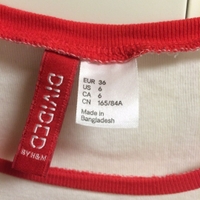 DIVIDED
BY H&M
EUR 36
US 6
CA 6
CN 165/84A
Made in
Bangladesh